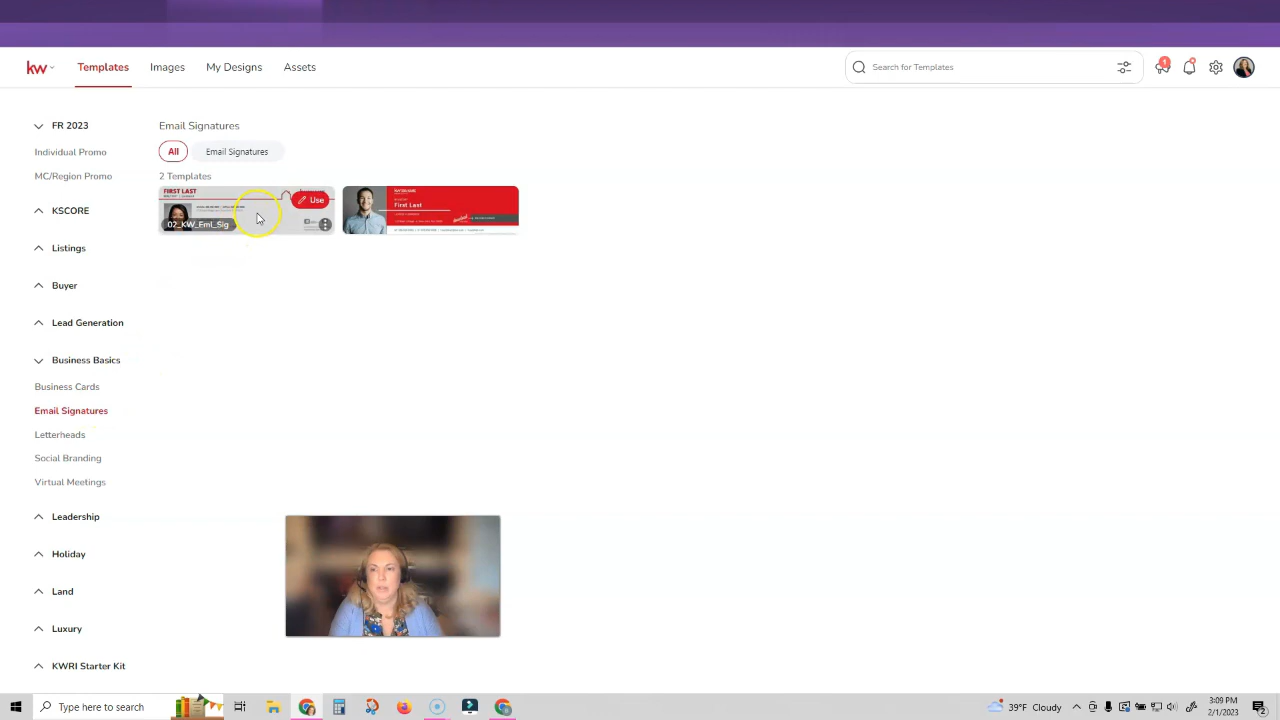 kw Templates Images My Designs Assets Search for Templates 1
FR 2023
Individual Promo
MC/Region Promo
KSCORE
Listings
Buyer
Lead Generation
Business Basics
Business Cards
Email Signatures
Letterheads
Social Branding
Virtual Meetings
Leadership
Holiday
Land
Luxury
KWRI Starter Kit
Email Signatures
All Email Signatures
2 Templates
FIRST LAST
Use
02_KW_Eml_Sig
First Last
Type here to search
39°F Cloudy
3:09 PM
2/1/2023
2